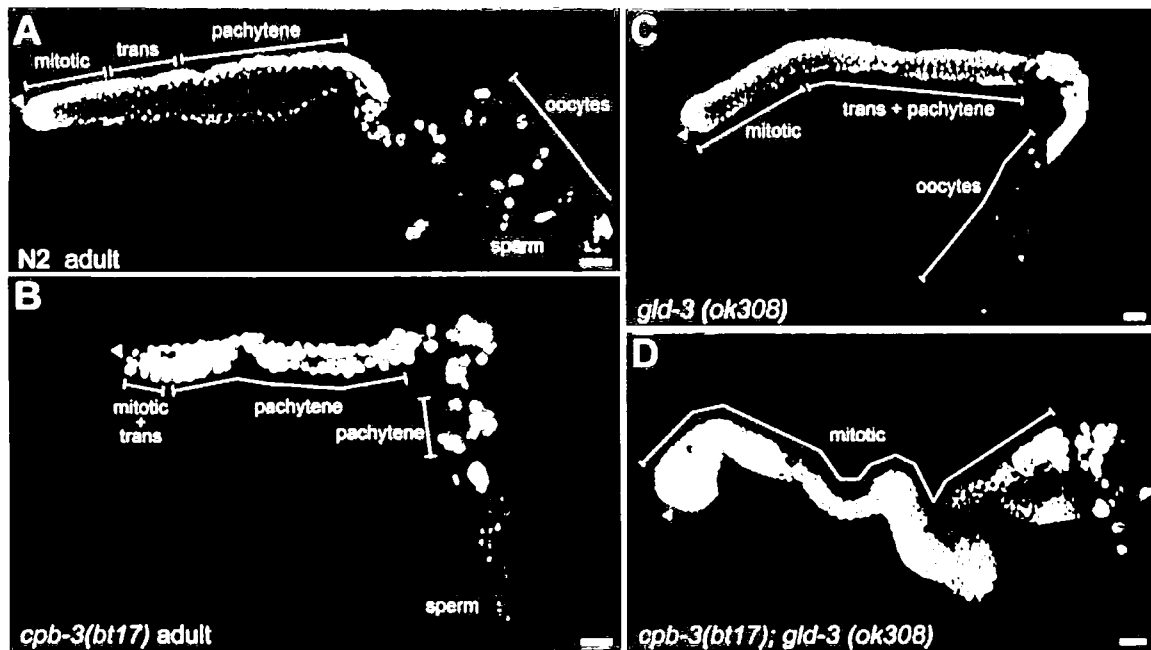 A
mitotic
trans
pachytene
oocytes
sperm
N2 adult
B
mitotic
+
trans
pachytene
pachytene
sperm
cpb-3(bt17) adult
C
mitotic
trans + pachytene
oocytes
gld-3 (ok308)
D
mitotic
cpb-3(bt17); gld-3 (ok308)